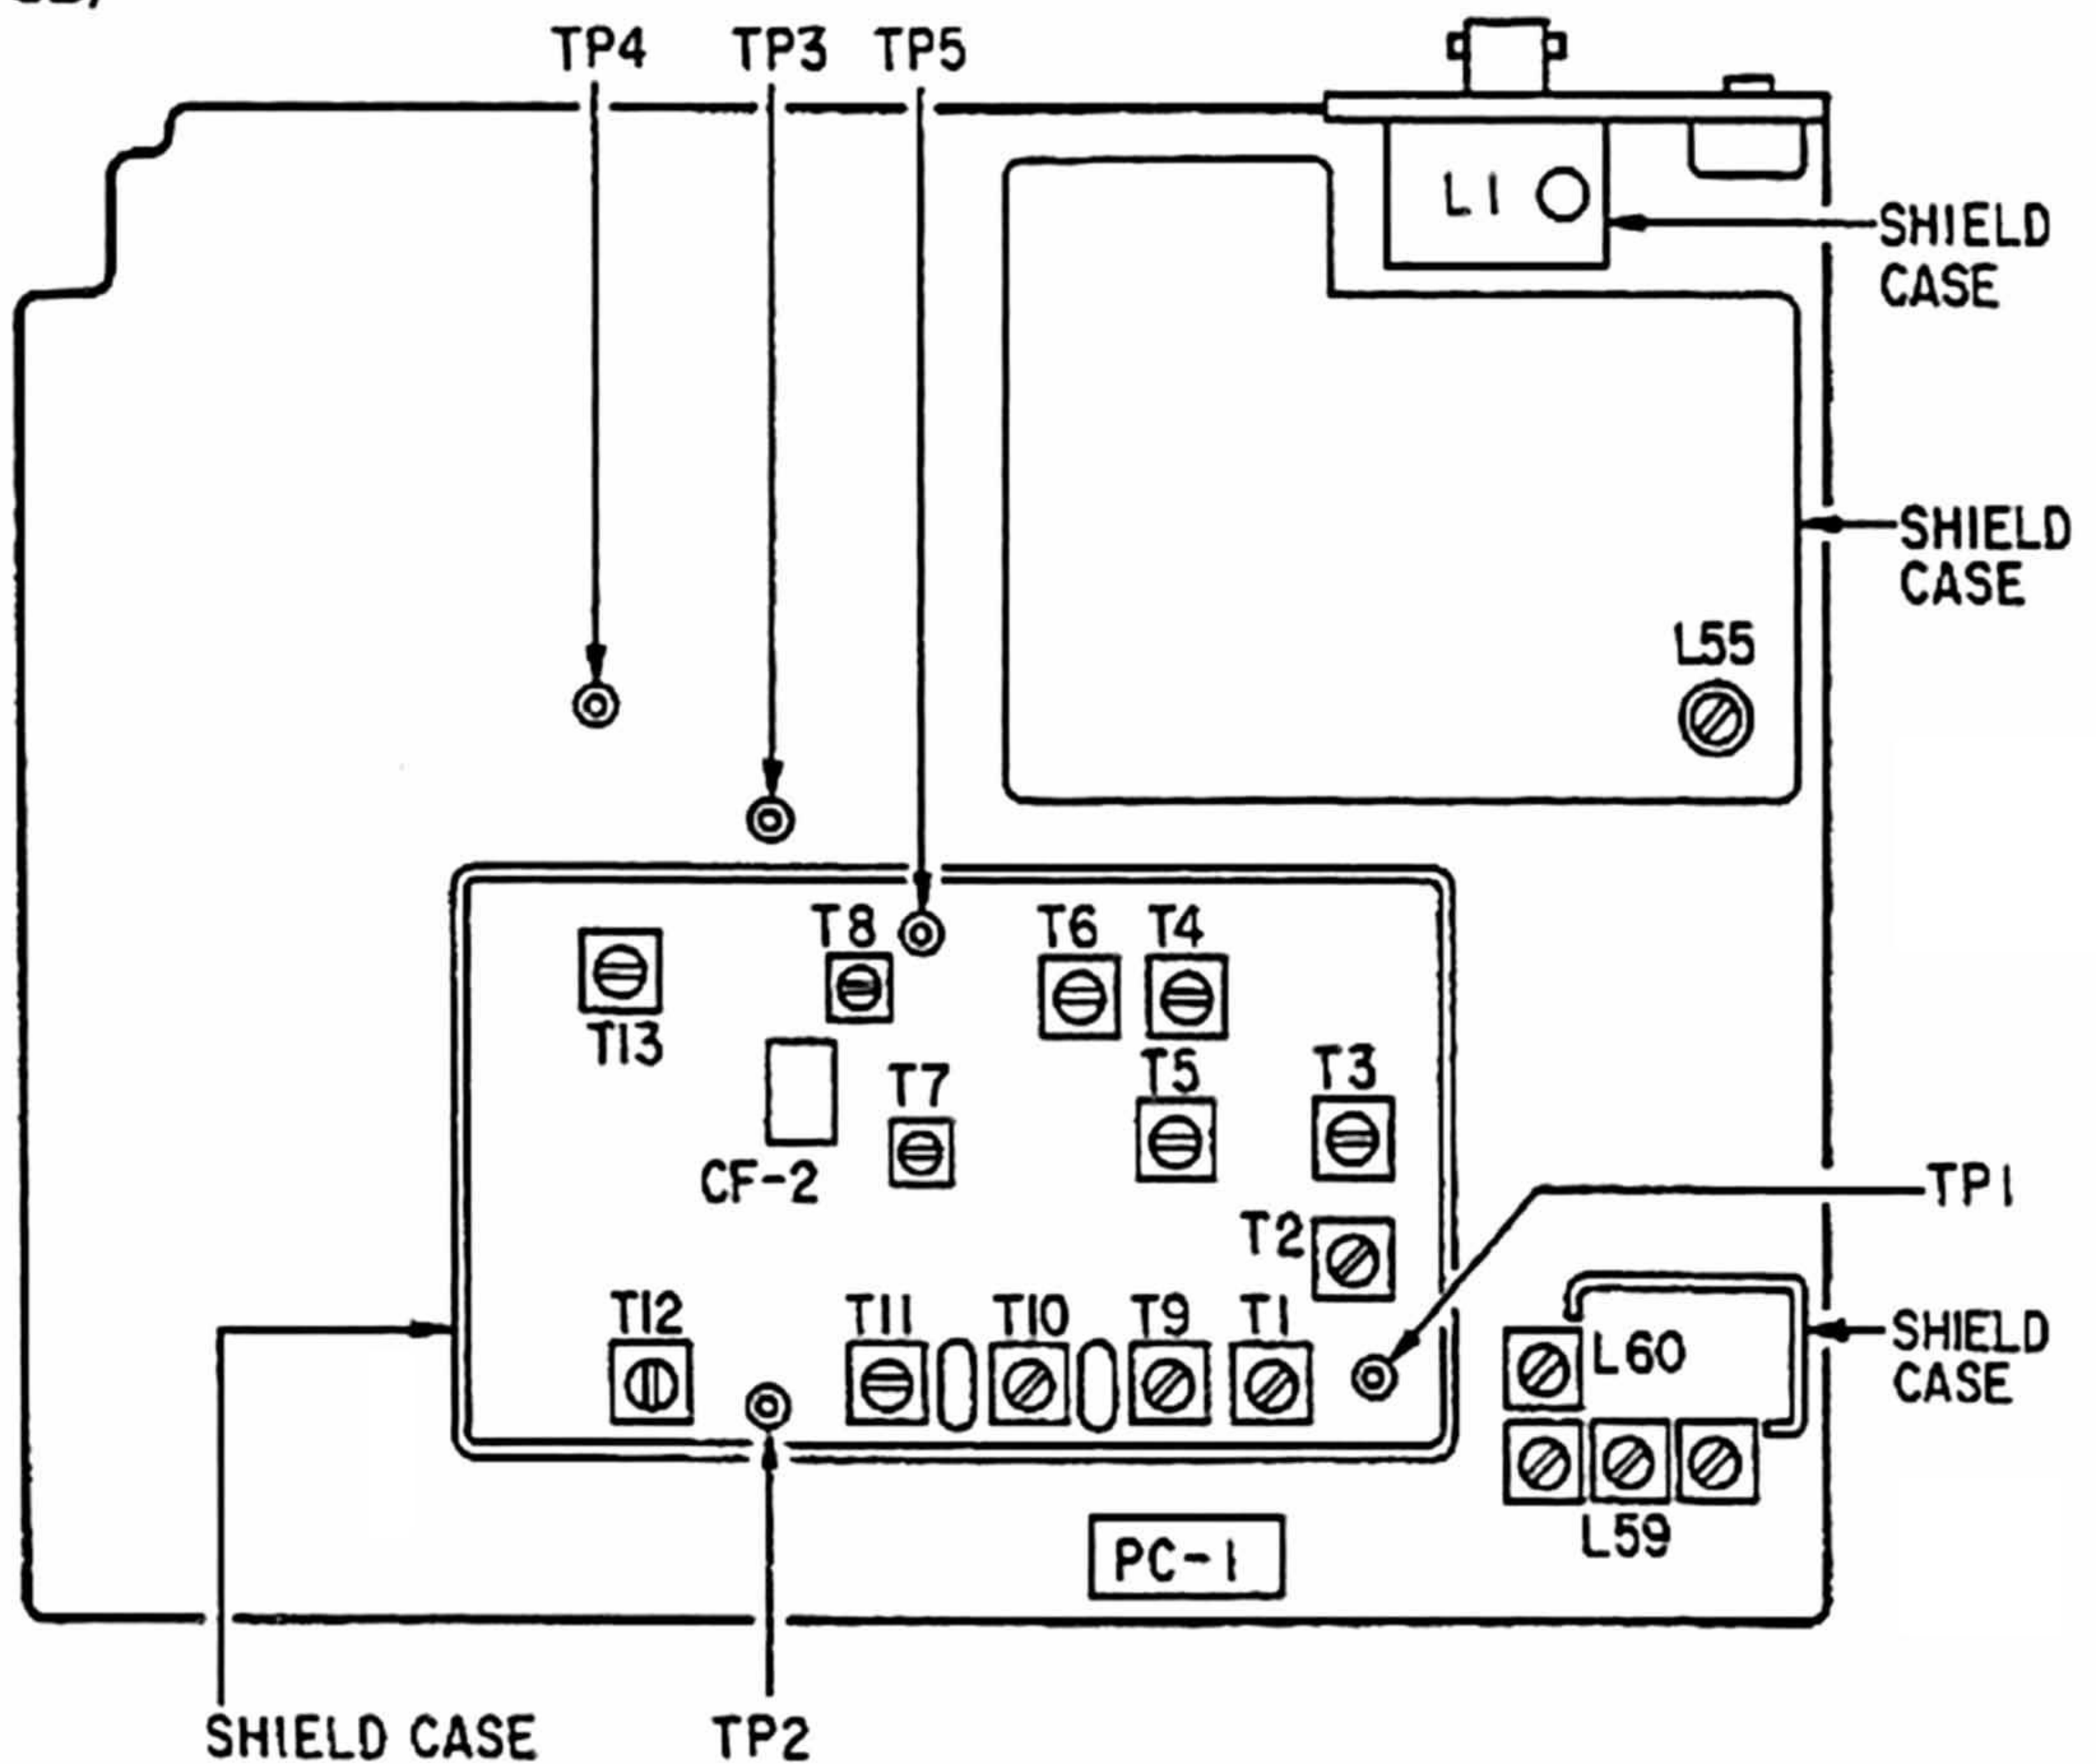 TP4 TP3 TP5
L1
SHIELD
CASE
SHIELD
CASE
L55
T8 T6 T4
T13
T7 T5 T3
CF-2
TP1
T2
T12 T11 T10 T9 T1
L60
SHIELD
CASE
L59
PC-1
SHIELD CASE TP2